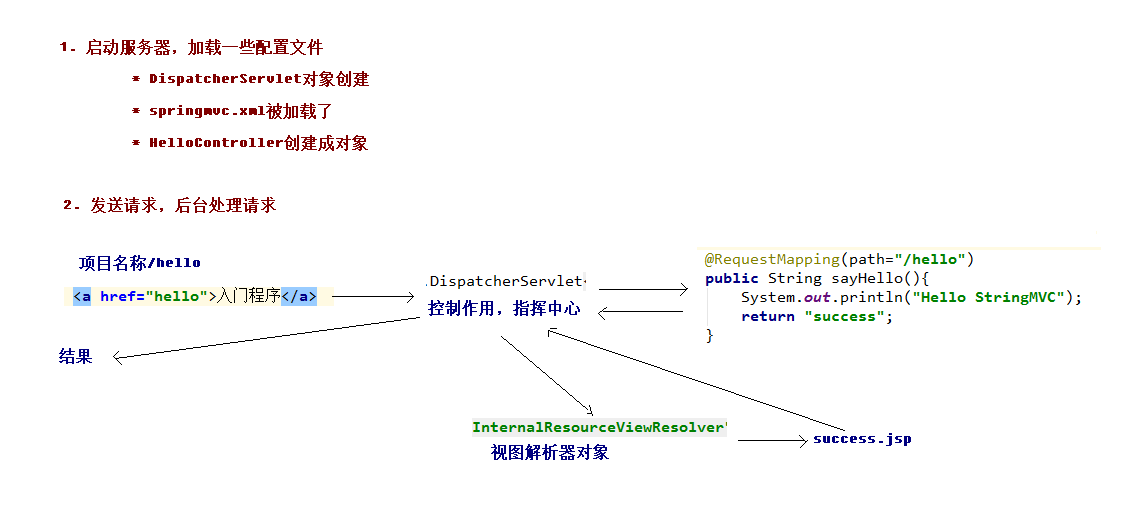 1. 启动服务器，加载一些配置文件
* DispatcherServlet对象创建
* springmvc.xml被加载了
* HelloController创建成对象
2. 发送请求，后台处理请求
项目名称/hello
<a href="hello">入门程序</a>
.DispatcherServlet
控制作用，指挥中心
@RequestMapping(path="/hello")
public String sayHello(){
System.out.println("Hello StringMVC");
return "success";
}
结果
InternalResourceViewResolver"
视图解析器对象
success.jsp